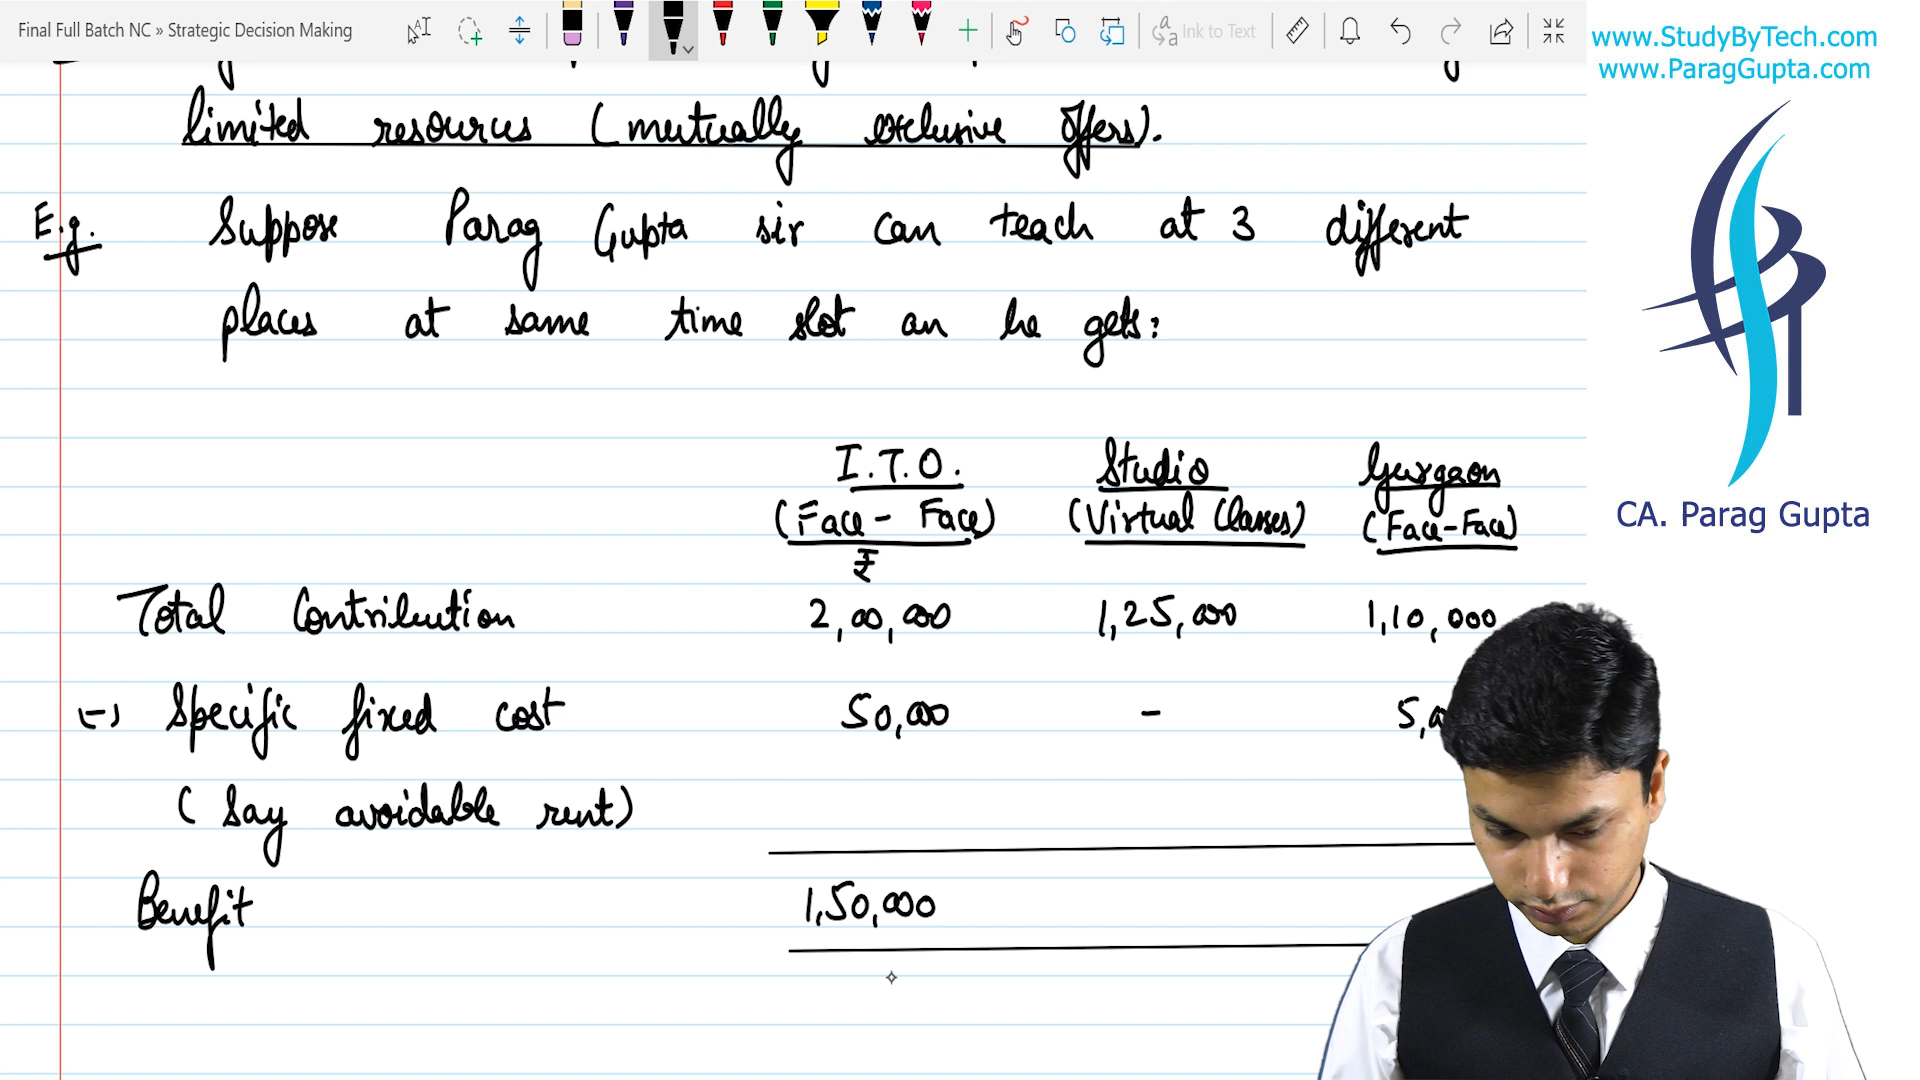 Final Full Batch NC » Strategic Decision Making
Ink to Text
www.StudyByTech.com
www.ParagGupta.com
limited resources (mutually exclusive offers).
E.g. Suppose Parag Gupta sir can teach at 3 different
places at same time slot an he gets:
I.T.O. Studio Gurgaon
(Face - Face) (Virtual Classes) (Face-Face)
₹
Total Contribution 2,00,000 1,25,000 1,10,000
(-) Specific fixed cost 50,000 -
(Say avoidable rent)
Benefit 1,50,000
CA. Parag Gupta